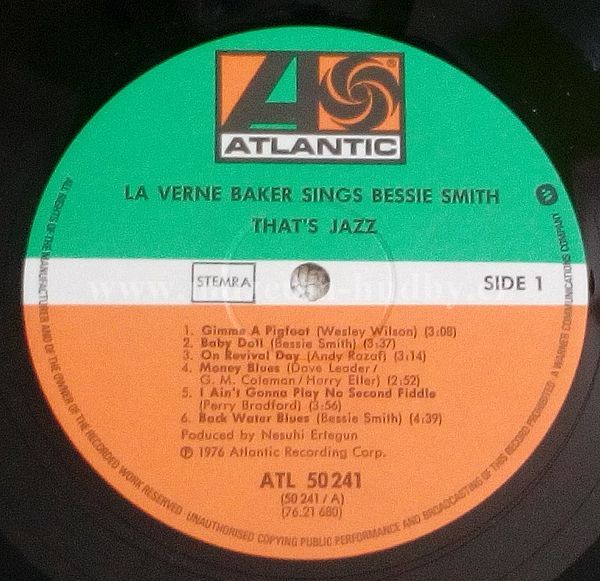 ATLANTIC
LA VERNE BAKER SINGS BESSIE SMITH
THAT'S JAZZ
STEMRA
SIDE 1
1. Gimme A Pigfoot (Wesley Wilson) (3:08)
2. Baby Doll (Bessie Smith) (3:37)
3. On Revival Day (Andy Razaf) (3:14)
4. Money Blues (Dave Leader/
G. M. Coleman/Harry Eller) (2:52)
5. I Ain't Gonna Play No Second Fiddle
(Perry Bradford) (3:56)
6. Back Water Blues (Bessie Smith) (4:39)
Produced by Nesuhi Ertegun
℗ 1976 Atlantic Recording Corp.
ATL 50241
(50 241 / A)
(76.21 680)
ALL RIGHTS OF THE MANUFACTURER AND OF THE OWNER OF THE RECORDED WORK RESERVED · UNAUTHORISED COPYING PUBLIC PERFORMANCE AND BROADCASTING OF THIS RECORD PROHIBITED
A WARNER COMMUNICATIONS COMPANY